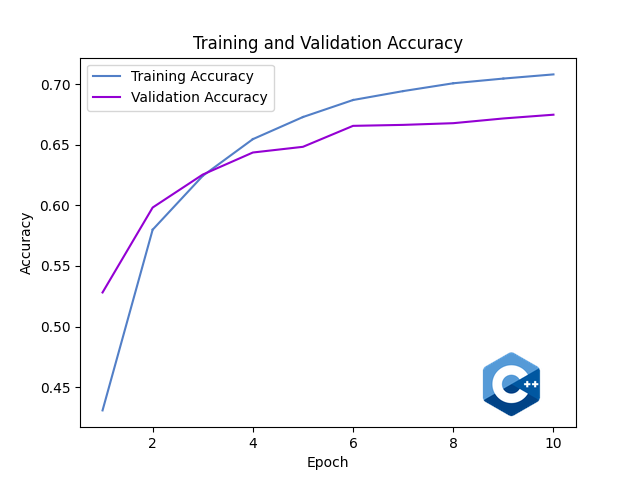 Training and Validation Accuracy
Training Accuracy
Validation Accuracy
Accuracy
0.70
0.65
0.60
0.55
0.50
0.45
C++
2 4 6 8 10
Epoch